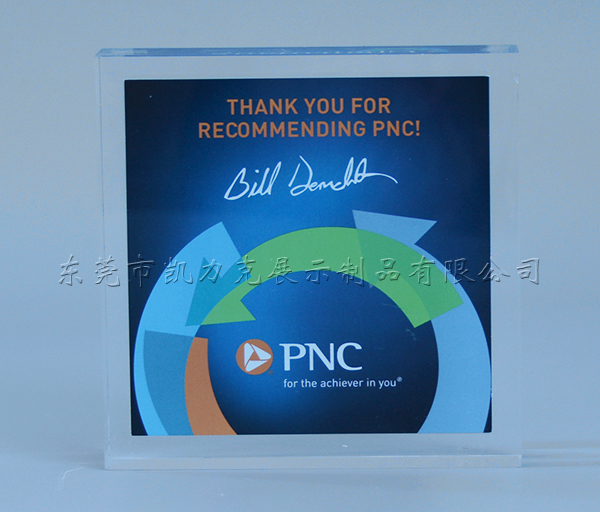 THANK YOU FOR
RECOMMENDING PNC!
Bill Demchak
东莞市凯力克展示制品有限公司
PNC
for the achiever in you®